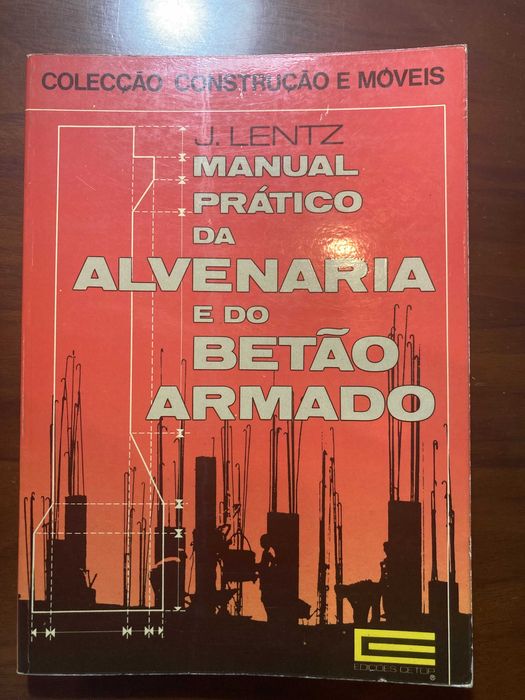 COLECÇÃO CONSTRUÇÃO E MÓVEIS
J. LENTZ
MANUAL
PRÁTICO
DA
ALVENARIA
E DO
BETÃO
ARMADO
EDIÇÕES CETOP
®